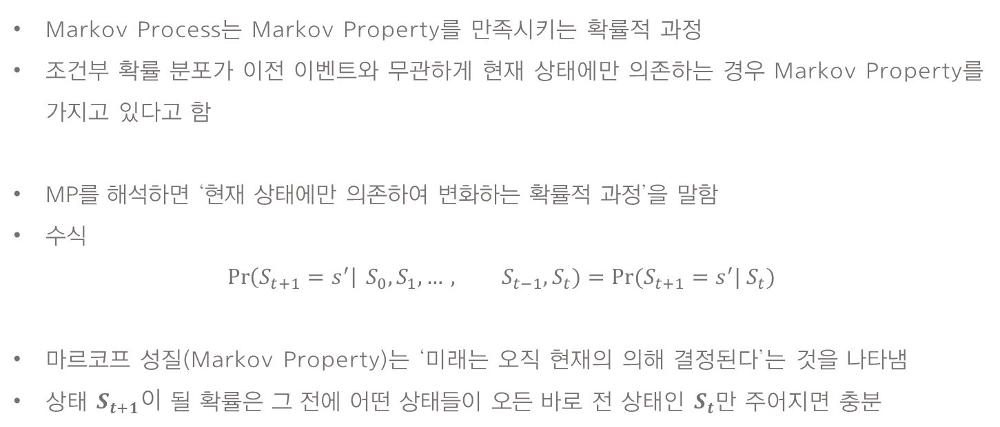 • Markov Process는 Markov Property를 만족시키는 확률적 과정
• 조건부 확률 분포가 이전 이벤트와 무관하게 현재 상태에만 의존하는 경우 Markov Property를
가지고 있다고 함
• MP를 해석하면 ‘현재 상태에만 의존하여 변화하는 확률적 과정’을 말함
• 수식
Pr(S_{t+1} = s′| S_0, S_1, … , S_{t−1}, S_t) = Pr(S_{t+1} = s′| S_t)
• 마르코프 성질(Markov Property)는 ‘미래는 오직 현재의 의해 결정된다’는 것을 나타냄
• 상태 S_{t+1}이 될 확률은 그 전에 어떤 상태들이 오든 바로 전 상태인 S_t만 주어지면 충분